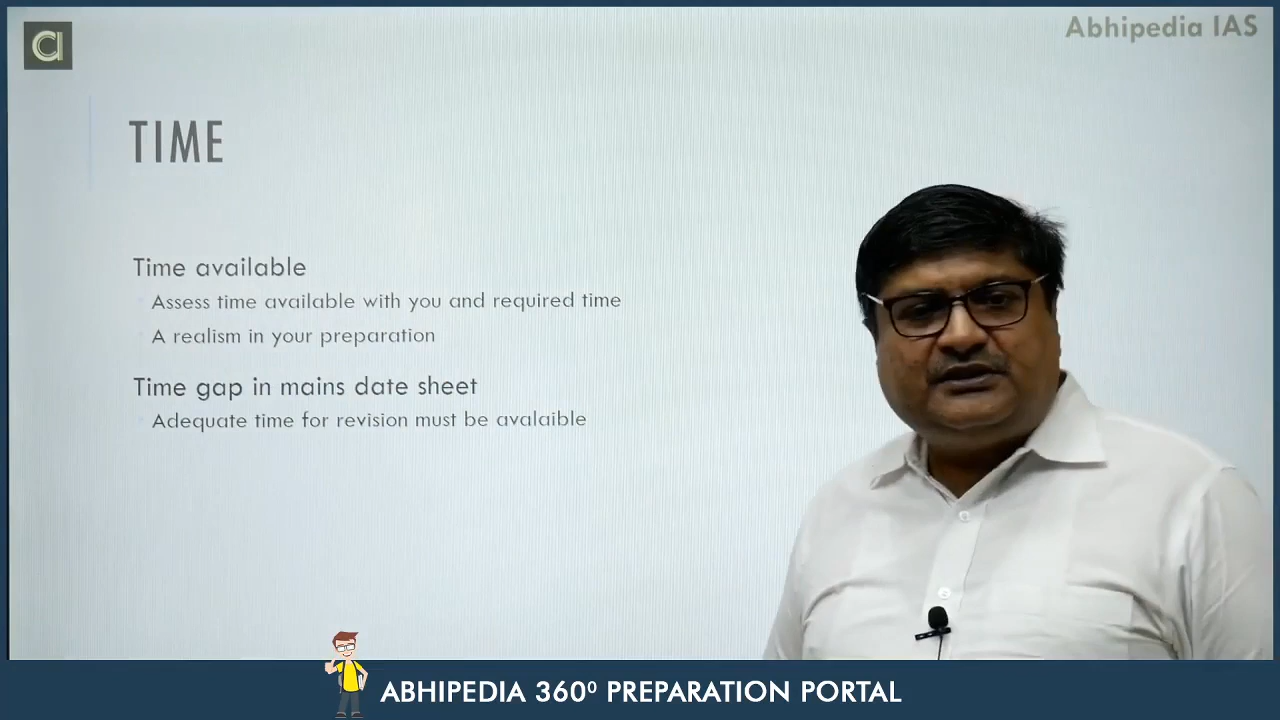 Abhipedia IAS
a
TIME
Time available
Assess time available with you and required time
A realism in your preparation
Time gap in mains date sheet
Adequate time for revision must be avalaible
ABHIPEDIA 360⁰ PREPARATION PORTAL